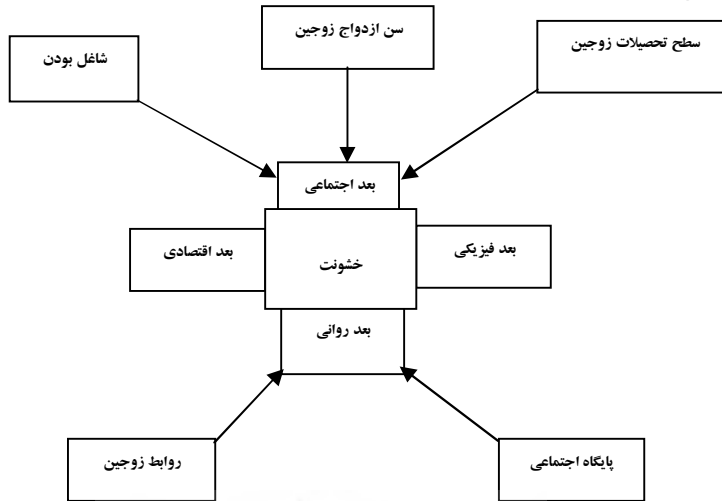 سن ازدواج زوجین
سطح تحصیلات زوجین
شاغل بودن
بعد اجتماعی
بعد فیزیکی
خشونت
بعد اقتصادی
بعد روانی
پایگاه اجتماعی
روابط زوجین